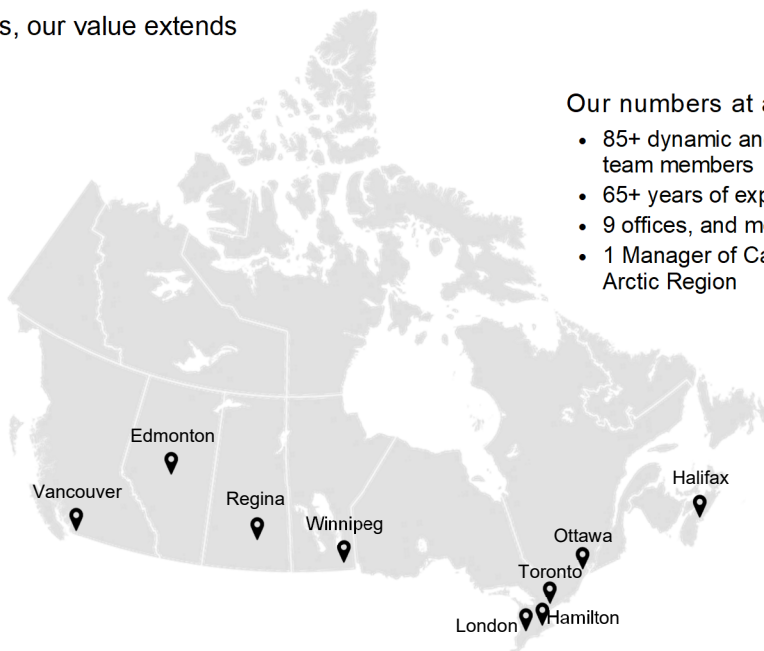 s, our value extends
Our numbers at a
• 85+ dynamic an
team members
• 65+ years of exp
• 9 offices, and m
• 1 Manager of Ca
Arctic Region
Edmonton
Vancouver
Regina
Winnipeg
Halifax
Ottawa
Toronto
London
Hamilton